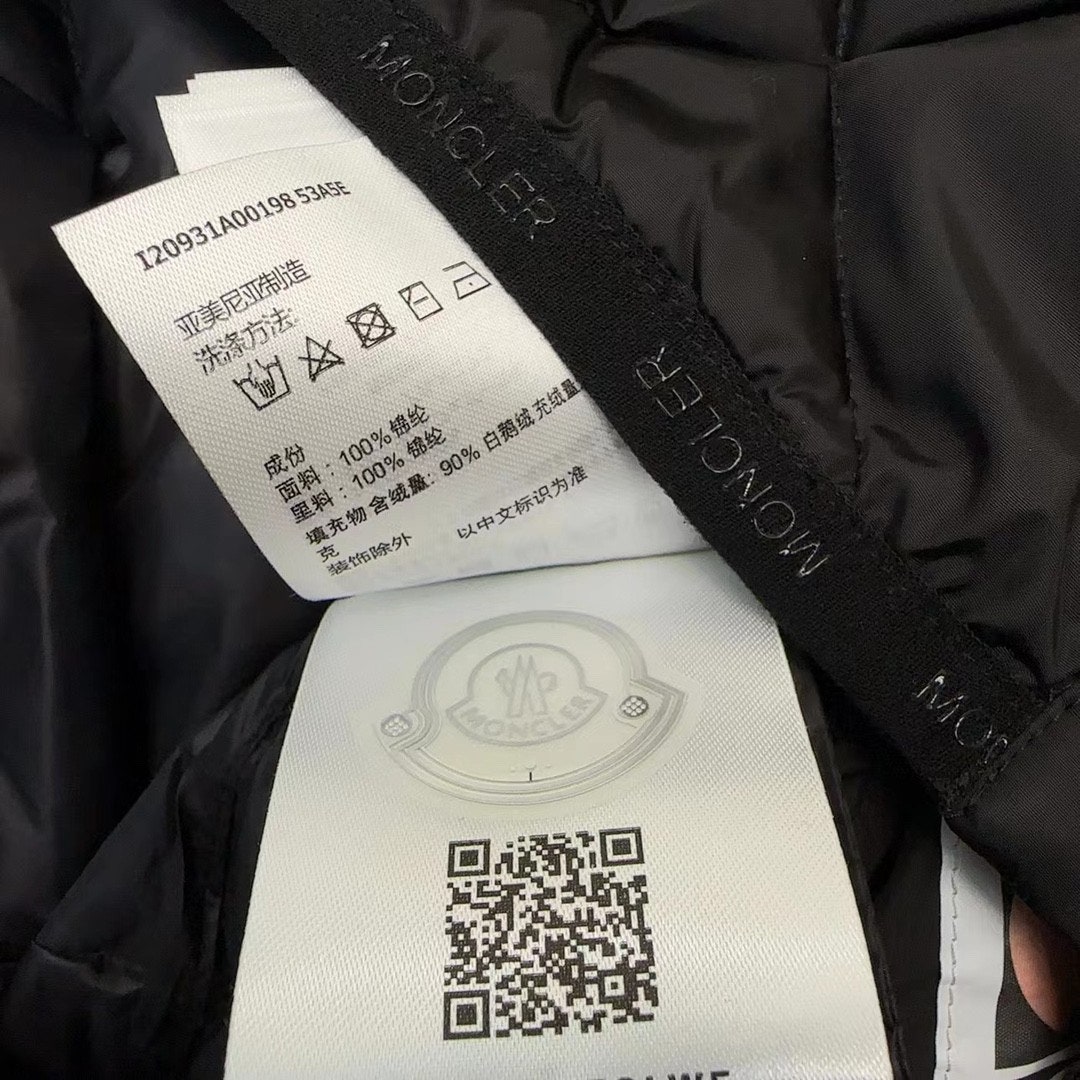 MONCLER
I20931A00198 53A5E
亚美尼亚制造
洗涤方法:
成份
面料：100%锦纶
里料：100%锦纶
填充物 含绒量：90% 白鹅绒 充绒量
克
装饰除外 以中文标识为准
MONCLER
MONCLER
MONC